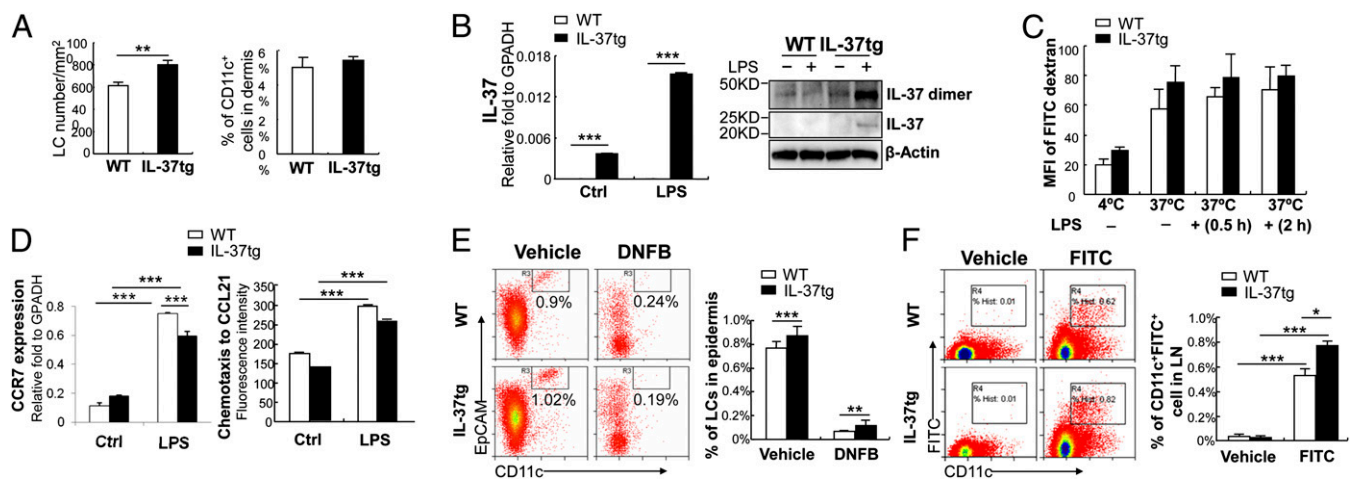 A
LC number/mm2
1000
800
600
400
200
0
**
WT IL-37tg
% of CD11c+
cells in dermis
6
%
5
%
4
%
3
%
2
%
1
%
0
%
WT IL-37tg
B
WT
IL-37tg
IL-37
Relative fold to GPADH
0.018
0.012
0.006
0
***
***
Ctrl LPS
WT IL-37tg
LPS – + – +
50KD
IL-37 dimer
25KD
20KD
IL-37
β-Actin
C
WT
IL-37tg
MFI of FITC dextran
100
80
60
40
20
0
4ºC 37ºC 37ºC 37ºC
LPS – – + (0.5 h) + (2 h)
D
WT
IL-37tg
CCR7 expression
Relative fold to GPADH
0.8
0.6
0.4
0.2
0
***
***
***
Ctrl LPS
Chemotaxis to CCL21
Fluorescence intensity
350
300
250
200
150
100
50
0
***
***
Ctrl LPS
E
Vehicle DNFB
WT
R3
0.9%
R3
0.24%
IL-37tg
1.02%
0.19%
EpCAM
CD11c
WT
IL-37tg
% of LCs in epidermis
1.0%
0.8%
0.6%
0.4%
0.2%
0%
***
**
Vehicle DNFB
F
Vehicle FITC
WT
R4
% Hist: 0.01
R4
% Hist: 0.62
IL-37tg
R4
% Hist: 0.01
R4
% Hist: 0.82
FITC
CD11c
WT
IL-37tg
% of CD11c+FITC+
cell in LN
1.0%
0.8%
0.6%
0.4%
0.2%
0%
*
***
***
Vehicle FITC